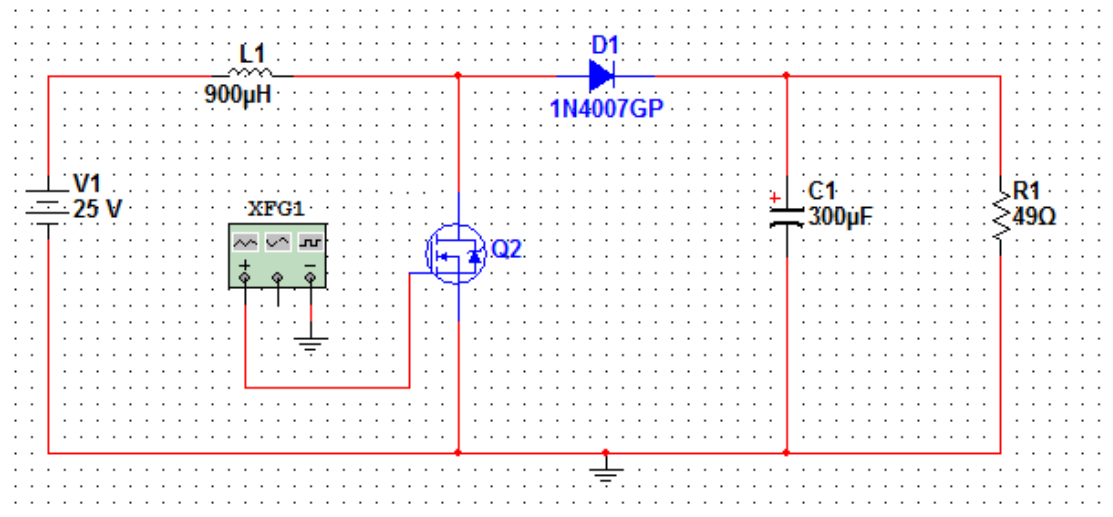 L1
900µH
D1
1N4007GP
V1
25 V
XFG1
+
−
Q2
+
C1
300µF
R1
49Ω